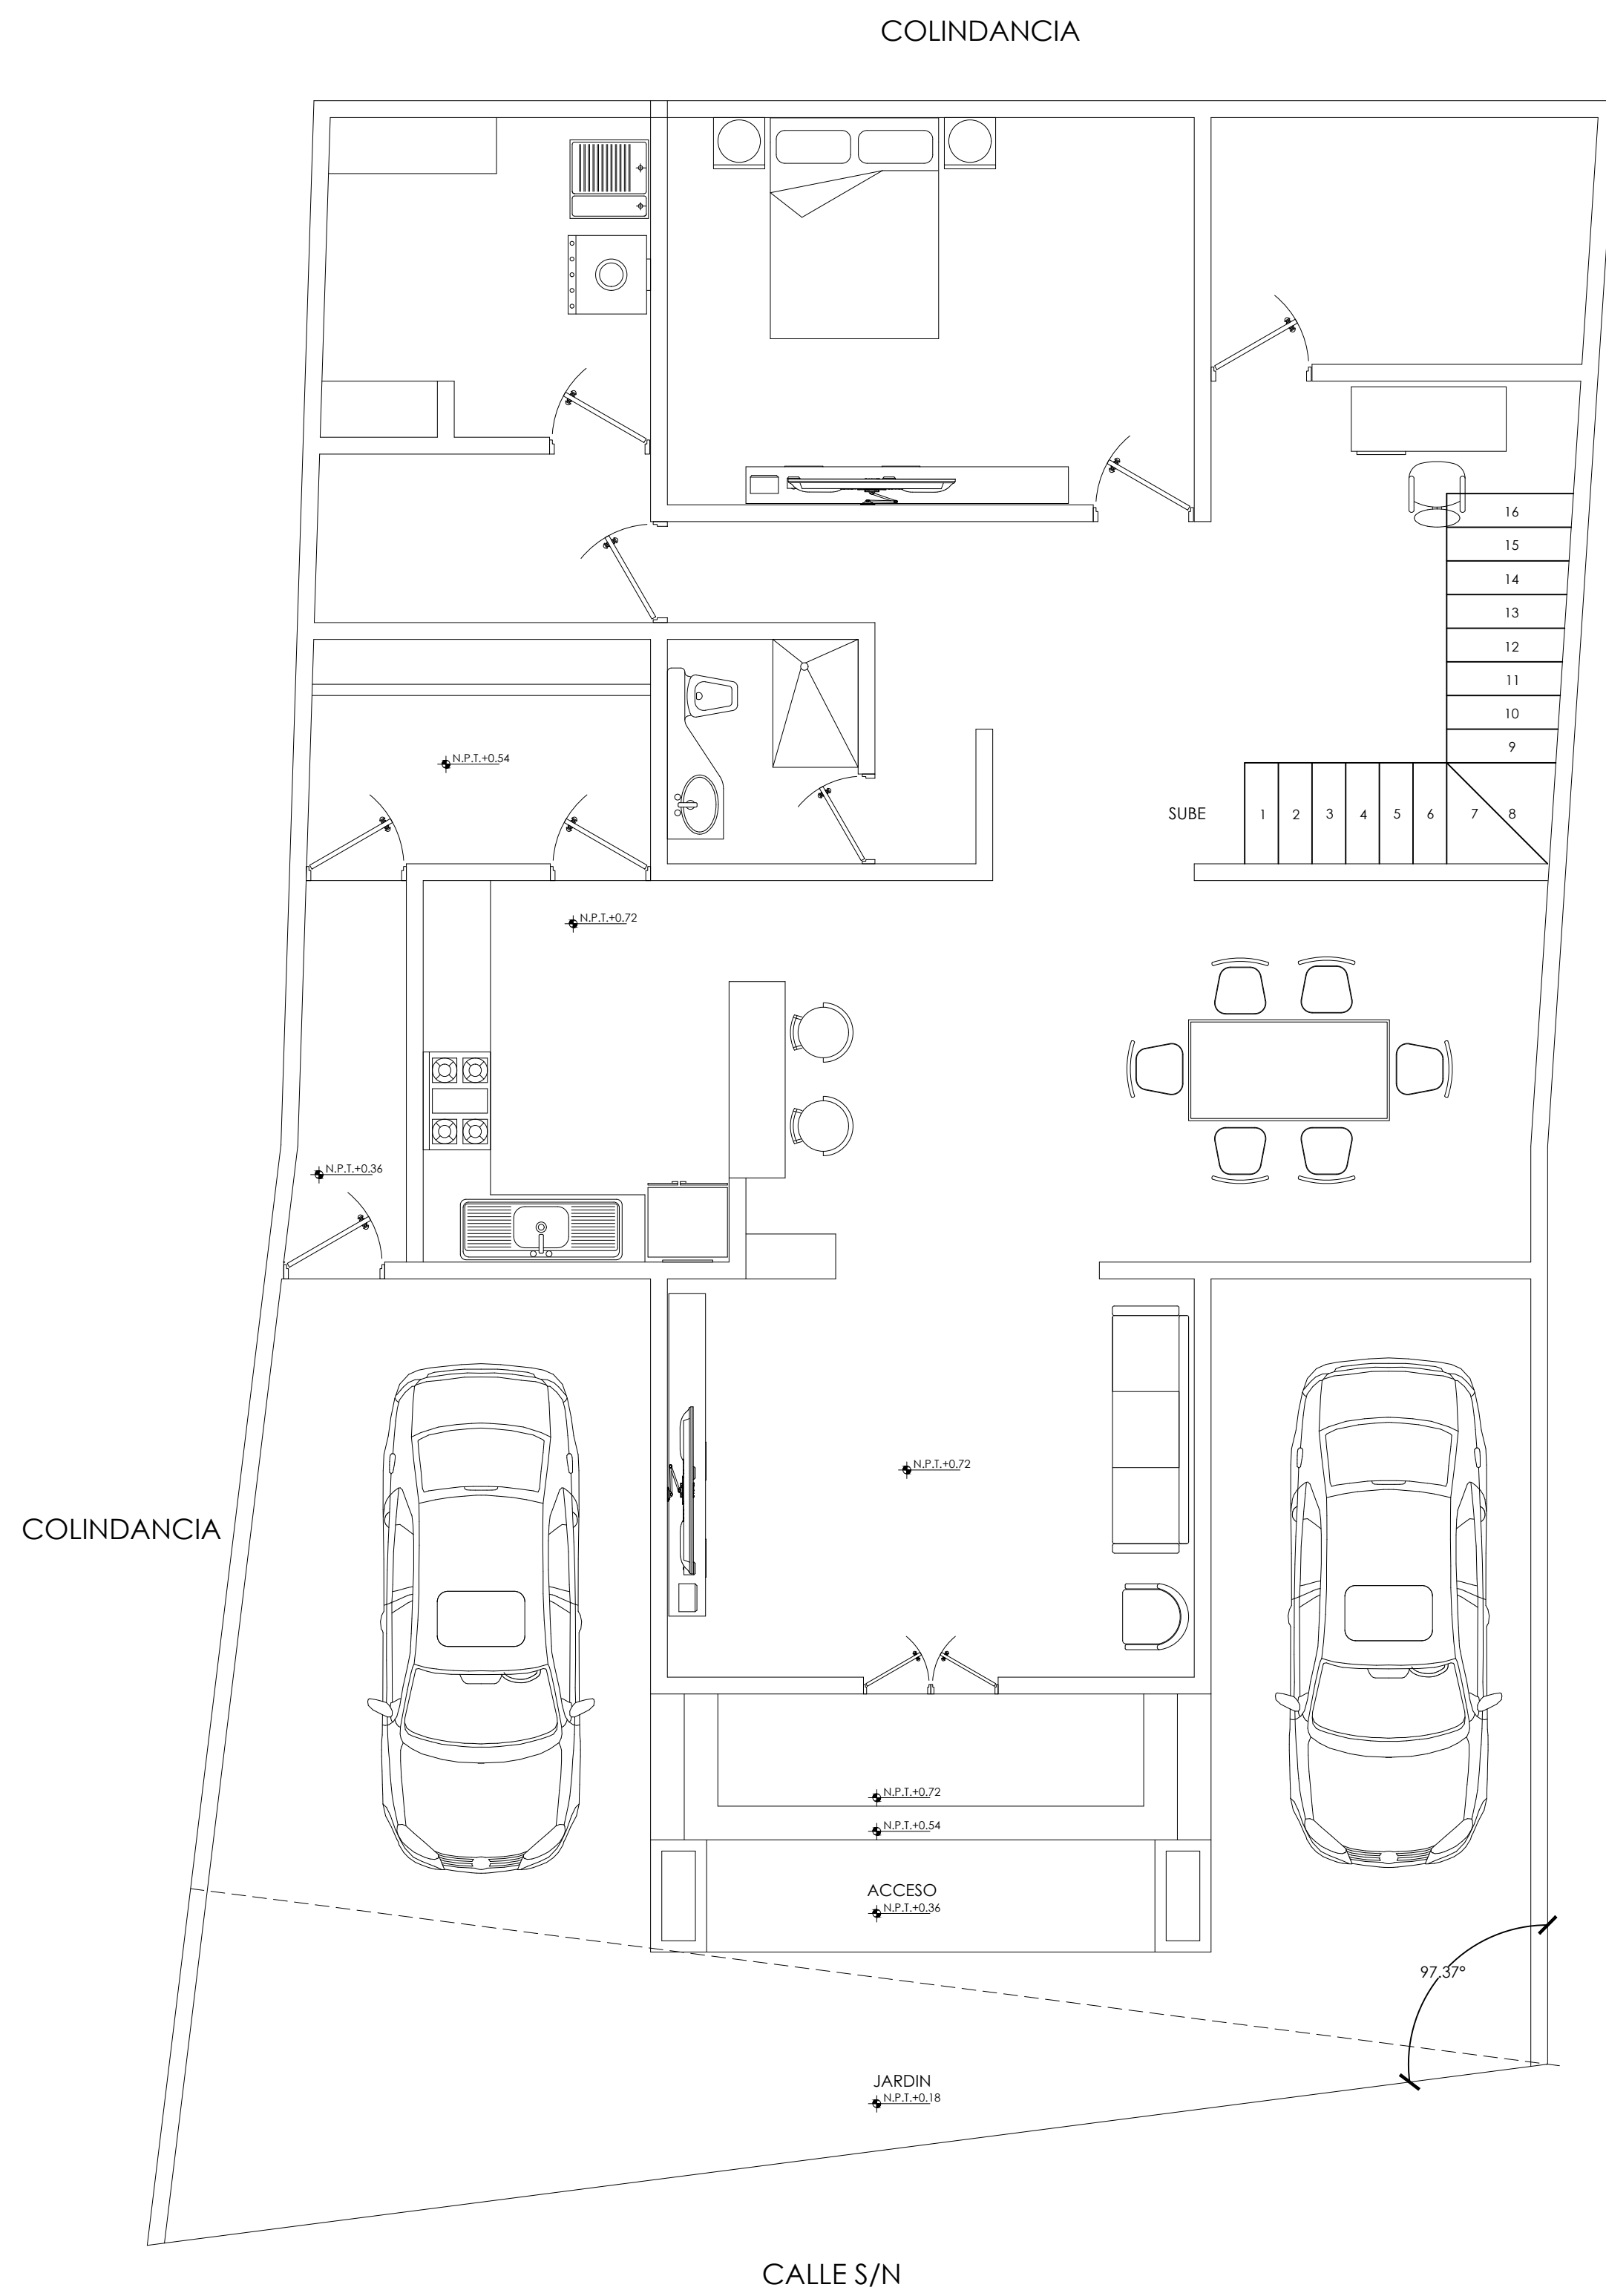 COLINDANCIA
16
15
14
13
12
11
10
9
SUBE 1 2 3 4 5 6 7 8
N.P.T.+0.54
N.P.T.+0.72
N.P.T.+0.36
N.P.T.+0.72
COLINDANCIA
N.P.T.+0.72
N.P.T.+0.54
ACCESO
N.P.T.+0.36
97.37°
JARDIN
N.P.T.+0.18
CALLE S/N